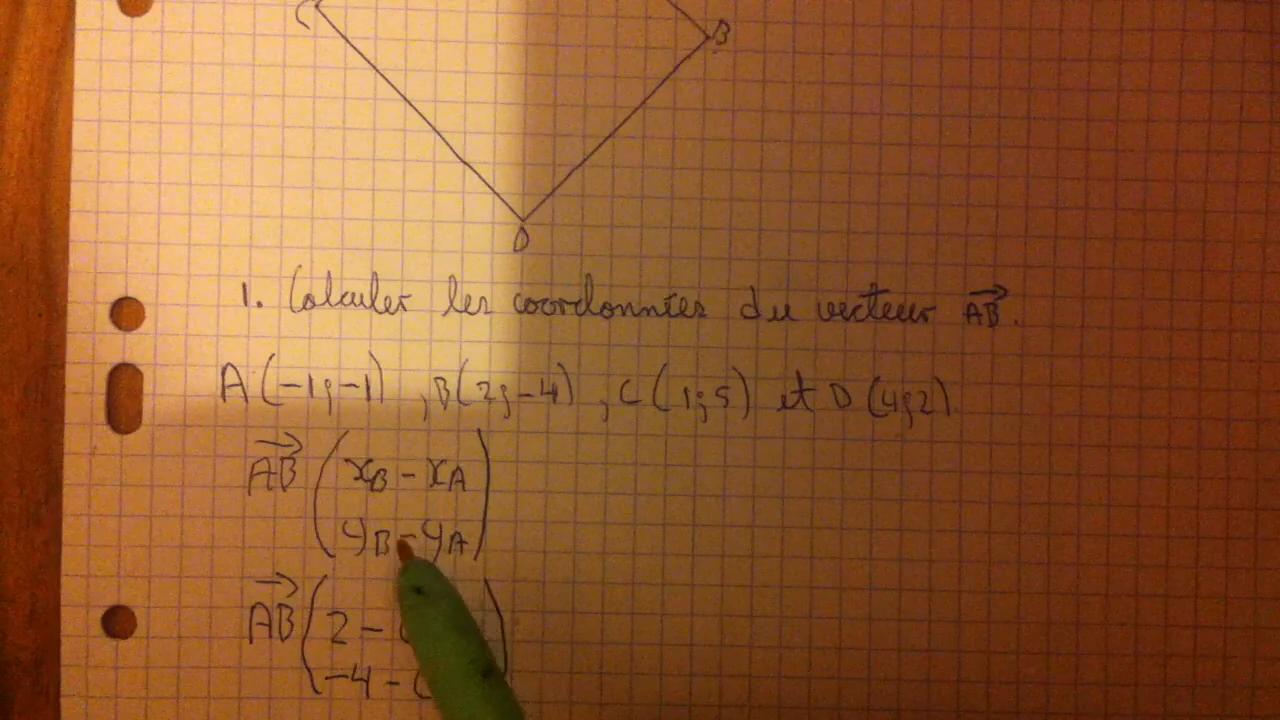 C
B
D
1. Calculer les coordonnées du vecteur AB.
A(-1;-1), B(2;-4), C(1;5) et D(4;2)
AB (xB - xA
yB - yA)
AB (2 - (
-4 - ( )